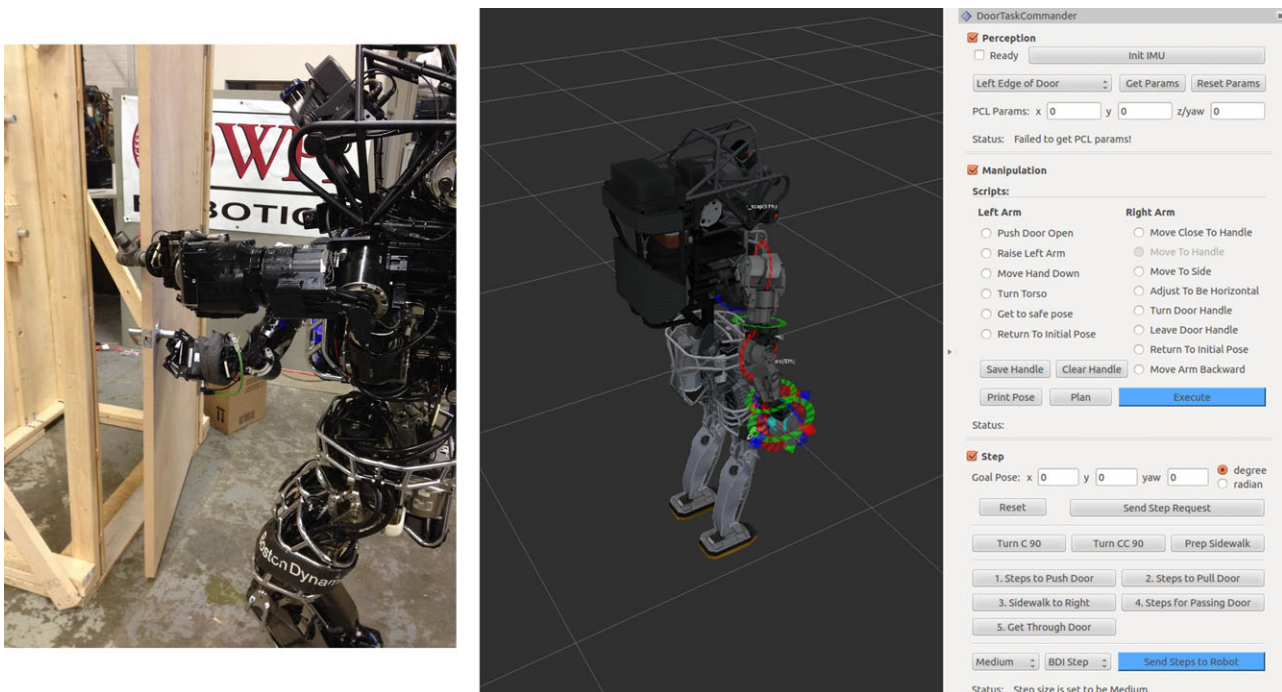 WPI
ROBOTIC
Boston Dynam
DoorTaskCommander
Perception
Ready Init IMU
Left Edge of Door Get Params Reset Params
PCL Params: x 0 y 0 z/yaw 0
Status: Failed to get PCL params!
Manipulation
Scripts:
Left Arm Right Arm
Push Door Open Move Close To Handle
Raise Left Arm Move To Handle
Move Hand Down Move To Side
Turn Torso Adjust To Be Horizontal
Get to safe pose Turn Door Handle
Return To Initial Pose Leave Door Handle
Return To Initial Pose
Save Handle Clear Handle Move Arm Backward
Print Pose Plan Execute
Status:
Step
Goal Pose: x 0 y 0 yaw 0 degree
radian
Reset Send Step Request
Turn C 90 Turn CC 90 Prep Sidewalk
1. Steps to Push Door 2. Steps to Pull Door
3. Sidewalk to Right 4. Steps for Passing Door
5. Get Through Door
Medium BDI Step Send Steps to Robot
Status: Step size is set to be Medium.